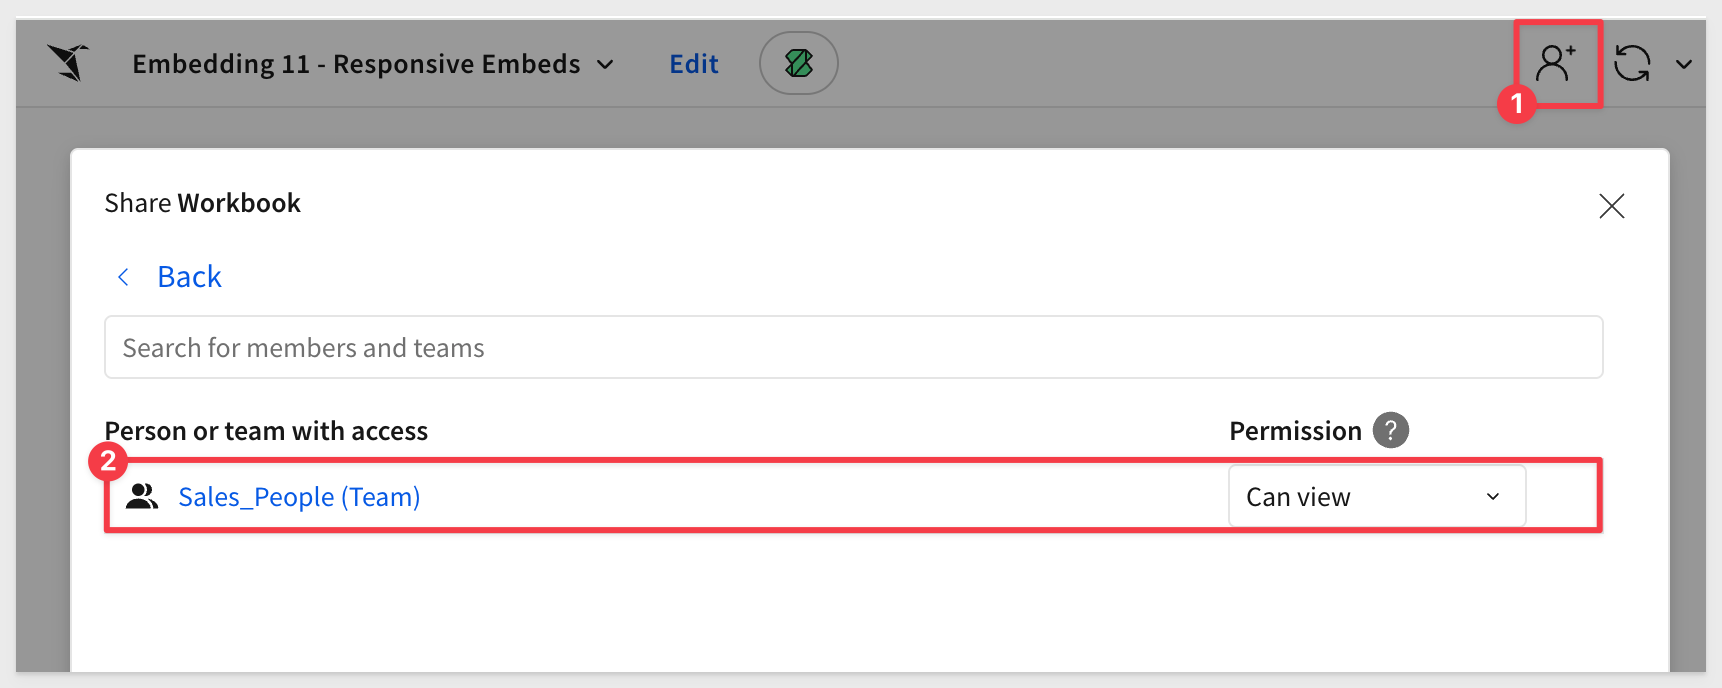 Embedding 11 - Responsive Embeds
Edit
1
Share Workbook
Back
Search for members and teams
Person or team with access
Permission ?
2
Sales_People (Team)
Can view